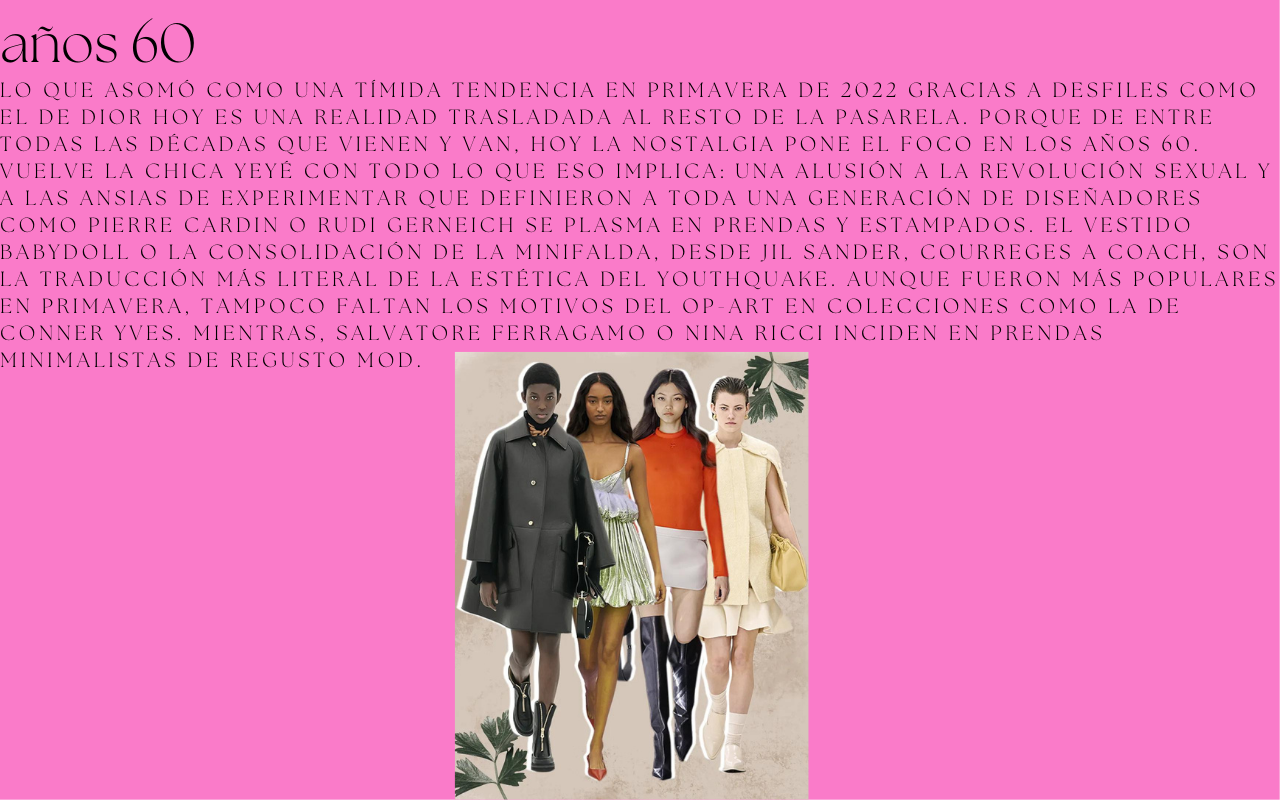 años 60
LO QUE ASOMÓ COMO UNA TÍMIDA TENDENCIA EN PRIMAVERA DE 2022 GRACIAS A DESFILES COMO
EL DE DIOR HOY ES UNA REALIDAD TRASLADADA AL RESTO DE LA PASARELA. PORQUE DE ENTRE
TODAS LAS DÉCADAS QUE VIENEN Y VAN, HOY LA NOSTALGIA PONE EL FOCO EN LOS AÑOS 60.
VUELVE LA CHICA YEYÉ CON TODO LO QUE ESO IMPLICA: UNA ALUSIÓN A LA REVOLUCIÓN SEXUAL Y
A LAS ANSIAS DE EXPERIMENTAR QUE DEFINIERON A TODA UNA GENERACIÓN DE DISEÑADORES
COMO PIERRE CARDIN O RUDI GERNEICH SE PLASMA EN PRENDAS Y ESTAMPADOS. EL VESTIDO
BABYDOLL O LA CONSOLIDACIÓN DE LA MINIFALDA, DESDE JIL SANDER, COURREGES A COACH, SON
LA TRADUCCIÓN MÁS LITERAL DE LA ESTÉTICA DEL YOUTHQUAKE. AUNQUE FUERON MÁS POPULARES
EN PRIMAVERA, TAMPOCO FALTAN LOS MOTIVOS DEL OP-ART EN COLECCIONES COMO LA DE
CONNER YVES. MIENTRAS, SALVATORE FERRAGAMO O NINA RICCI INCIDEN EN PRENDAS
MINIMALISTAS DE REGUSTO MOD.